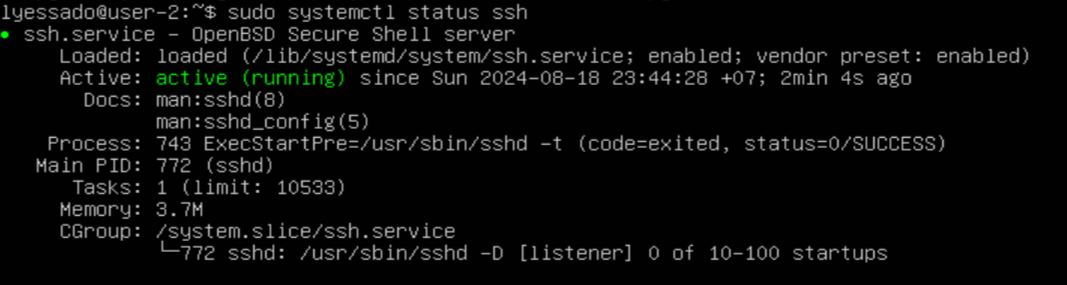 lyessado@user-2:~$ sudo systemctl status ssh
● ssh.service - OpenBSD Secure Shell server
Loaded: loaded (/lib/systemd/system/ssh.service; enabled; vendor preset: enabled)
Active: active (running) since Sun 2024-08-18 23:44:28 +07; 2min 4s ago
Docs: man:sshd(8)
man:sshd_config(5)
Process: 743 ExecStartPre=/usr/sbin/sshd -t (code=exited, status=0/SUCCESS)
Main PID: 772 (sshd)
Tasks: 1 (limit: 10533)
Memory: 3.7M
CGroup: /system.slice/ssh.service
└─772 sshd: /usr/sbin/sshd -D [listener] 0 of 10-100 startups